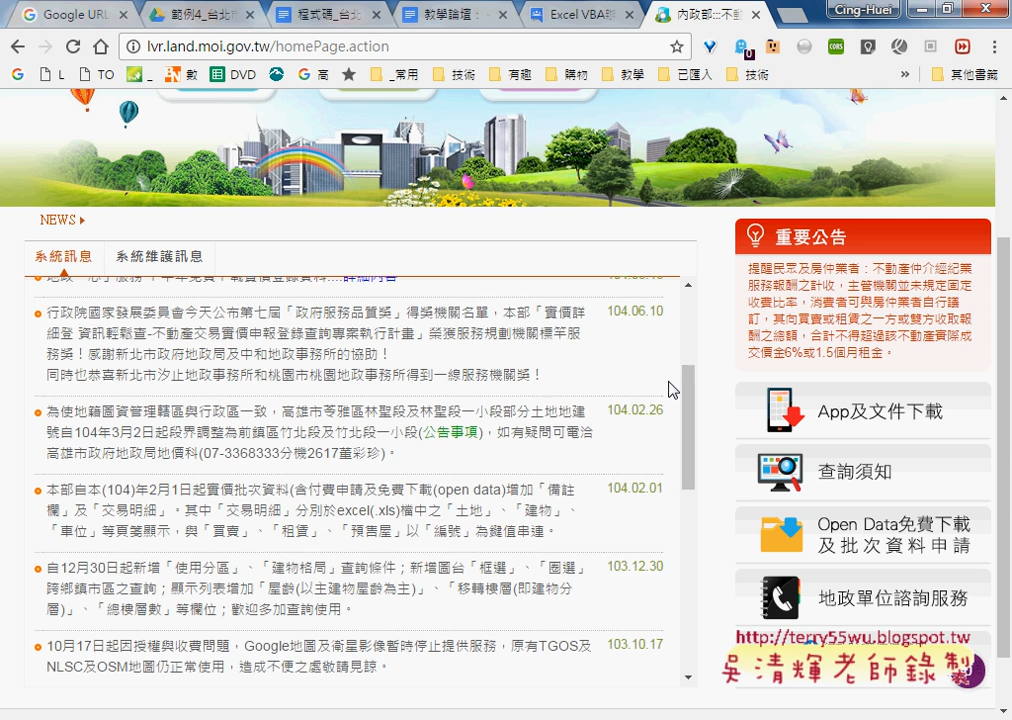 Google URL
範例4_台北市
程式碼_台北
教學論壇：-
Excel VBA
內政部:::不動
Cing-Huei
lvr.land.moi.gov.tw/homePage.action
L
TO
數
DVD
高
_常用
技術
有趣
購物
教學
已匯入
技術
»
其他書籤
NEWS
系統訊息
系統維護訊息
行政院國家發展委員會今天公布第七屆「政府服務品質獎」得獎機關名單，本部「實價詳
細登 資訊輕鬆查-不動產交易實價申報登錄查詢專案執行計畫」榮獲服務規劃機關標竿服
務獎！感謝新北市政府地政局及中和地政事務所的協助！
同時也恭喜新北市汐止地政事務所和桃園市桃園地政事務所得到一線服務機關獎！
104.06.10
為使地籍圖資管理轄區與行政區一致，高雄市苓雅區林聖段及林聖段一小段部分土地地建
號自104年3月2日起段界調整為前鎮區竹北段及竹北段一小段(公告事項)，如有疑問可電洽
高雄市政府地政局地價科(07-3368333分機2617董彩珍)。
104.02.26
本部自本(104)年2月1日起實價批次資料(含付費申請及免費下載(open data)增加「備註
欄」及「交易明細」。其中「交易明細」分別於excel(.xls)檔中之「土地」、「建物」、
「車位」等頁籤顯示，與「買賣」、「租賃」、「預售屋」以「編號」為鍵值串連。
104.02.01
自12月30日起新增「使用分區」、「建物格局」查詢條件；新增圖台「框選」、「圈選」
跨鄉鎮市區之查詢；顯示列表增加「屋齡(以主建物屋齡為主)」、「移轉樓層(即建物分
層)」、「總樓層數」等欄位；歡迎多加查詢使用。
103.12.30
10月17日起因授權與收費問題，Google地圖及衛星影像暫時停止提供服務，原有TGOS及
NLSC及OSM地圖仍正常使用，造成不便之處敬請見諒。
103.10.17
重要公告
提醒民眾及房仲業者：不動產仲介經紀業
服務報酬之計收，主管機關並未規定固定
收費比率，消費者可與房仲業者自行議
訂，其向買賣或租賃之一方或雙方收取報
酬之總額，合計不得超過該不動產實際成
交價金6%或1.5個月租金。
App及文件下載
查詢須知
Open Data免費下載
及批次資料申請
地政單位諮詢服務
http://terry55wu.blogspot.tw
吳清輝老師錄製